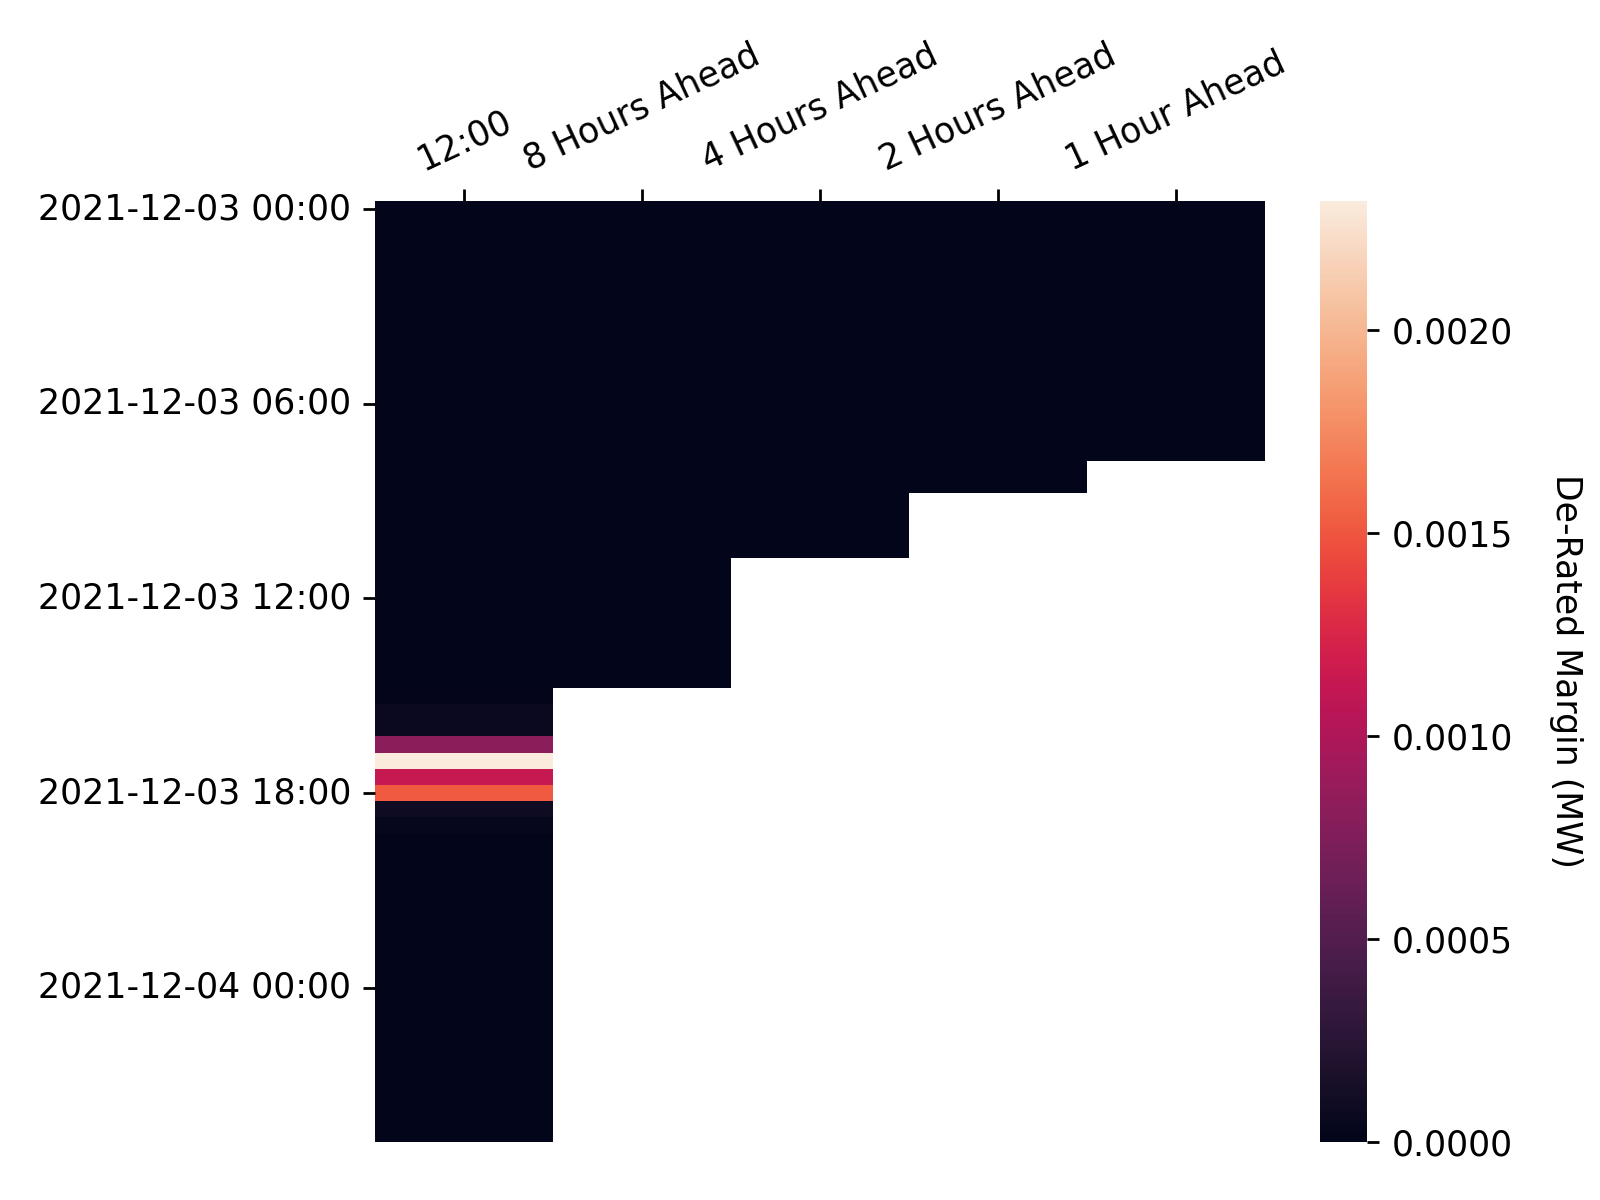 12:00
8 Hours Ahead
4 Hours Ahead
2 Hours Ahead
1 Hour Ahead
2021-12-03 00:00
2021-12-03 06:00
2021-12-03 12:00
2021-12-03 18:00
2021-12-04 00:00
0.0020
0.0015
0.0010
0.0005
0.0000
De-Rated Margin (MW)